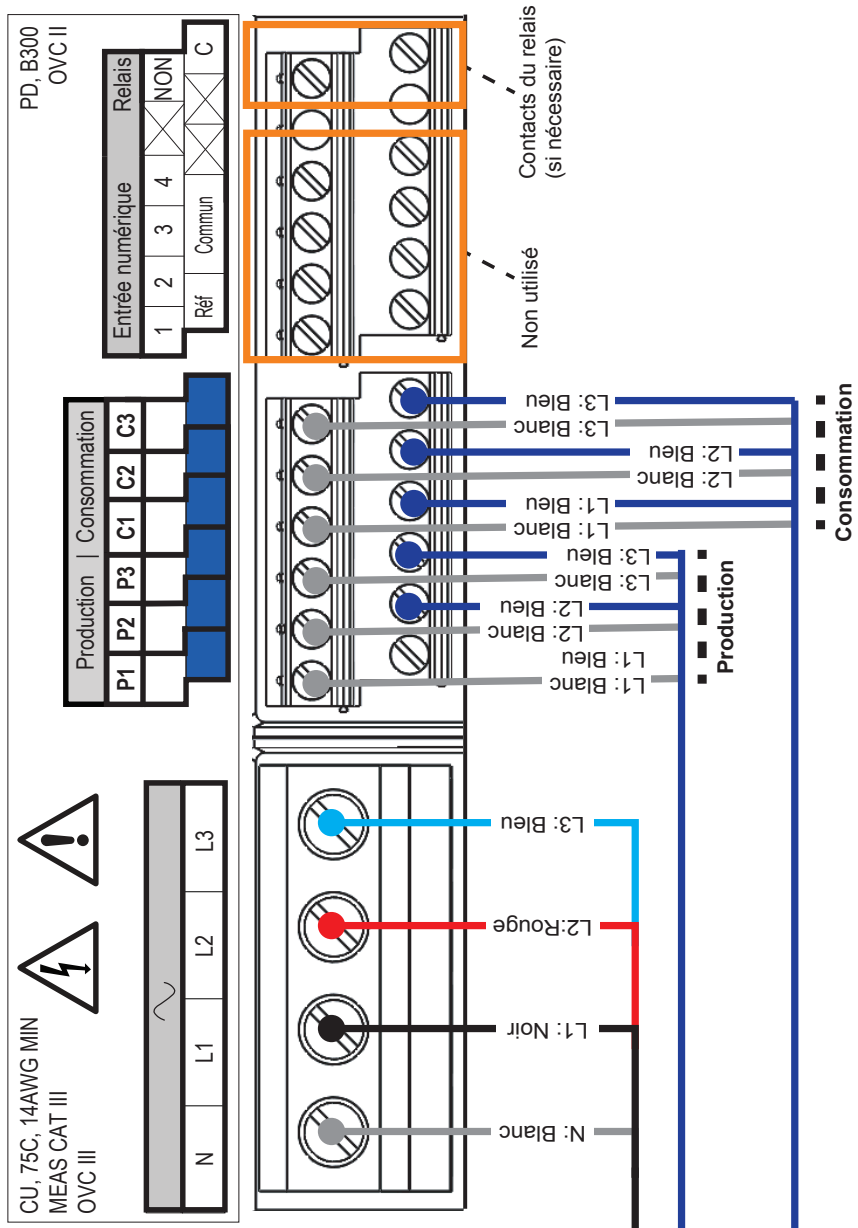 CU, 75C, 14AWG MIN
MEAS CAT III
OVC III
PD, B300
OVC II
N L1 L2 L3
Production | Consommation
P1 P2 P3 C1 C2 C3
Entrée numérique Relais
1 2 3 4 NON
Réf Commun C
N: Blanc
L1: Noir
L2:Rouge
L3: Bleu
L1: Blanc
L1: Bleu
L2: Blanc
L2: Bleu
L3: Blanc
L3: Bleu
L1: Blanc
L1: Bleu
L2: Blanc
L2: Bleu
L3: Blanc
L3: Bleu
Production
Consommation
Non utilisé
Contacts du relais
(si nécessaire)